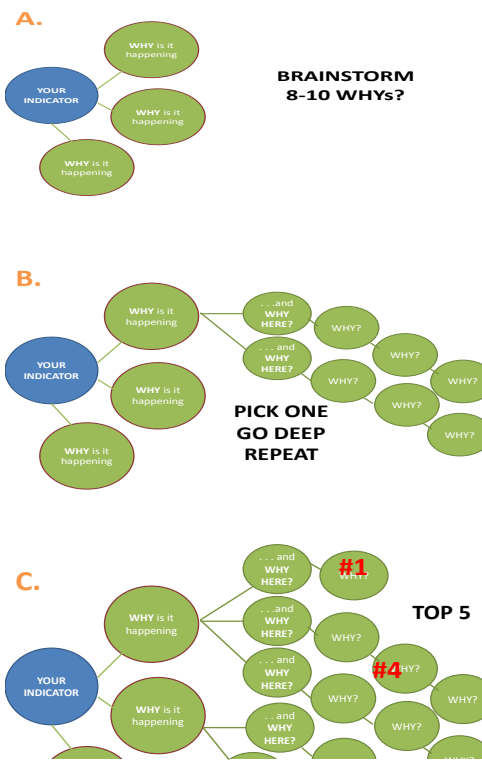 A.
WHY is it
happening
YOUR
INDICATOR
WHY is it
happening
WHY is it
happening
BRAINSTORM
8-10 WHYs?
B.
WHY is it
happening
. . .and
WHY
HERE?
WHY?
WHY?
WHY?
. . . and
WHY
HERE?
WHY?
WHY?
WHY?
YOUR
INDICATOR
WHY is it
happening
WHY is it
happening
PICK ONE
GO DEEP
REPEAT
C.
. . . and
WHY
HERE?
#1
WHY?
TOP 5
WHY is it
happening
. . .and
WHY
HERE?
WHY?
#4
WHY?
WHY?
. . .and
WHY
HERE?
WHY?
WHY?
YOUR
INDICATOR
WHY is it
happening
. . and
WHY
HERE?